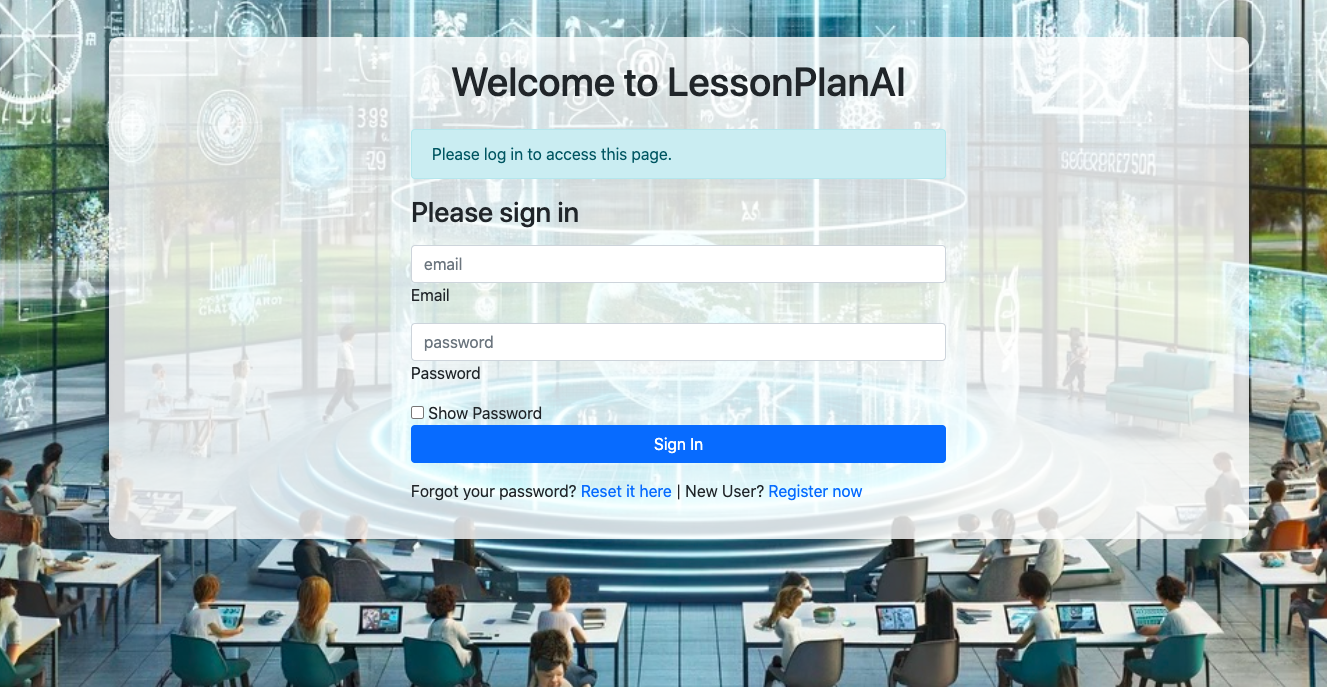 Welcome to LessonPlanAI
Please log in to access this page.
Please sign in
email
Email
password
Password
Show Password
Sign In
Forgot your password? Reset it here | New User? Register now